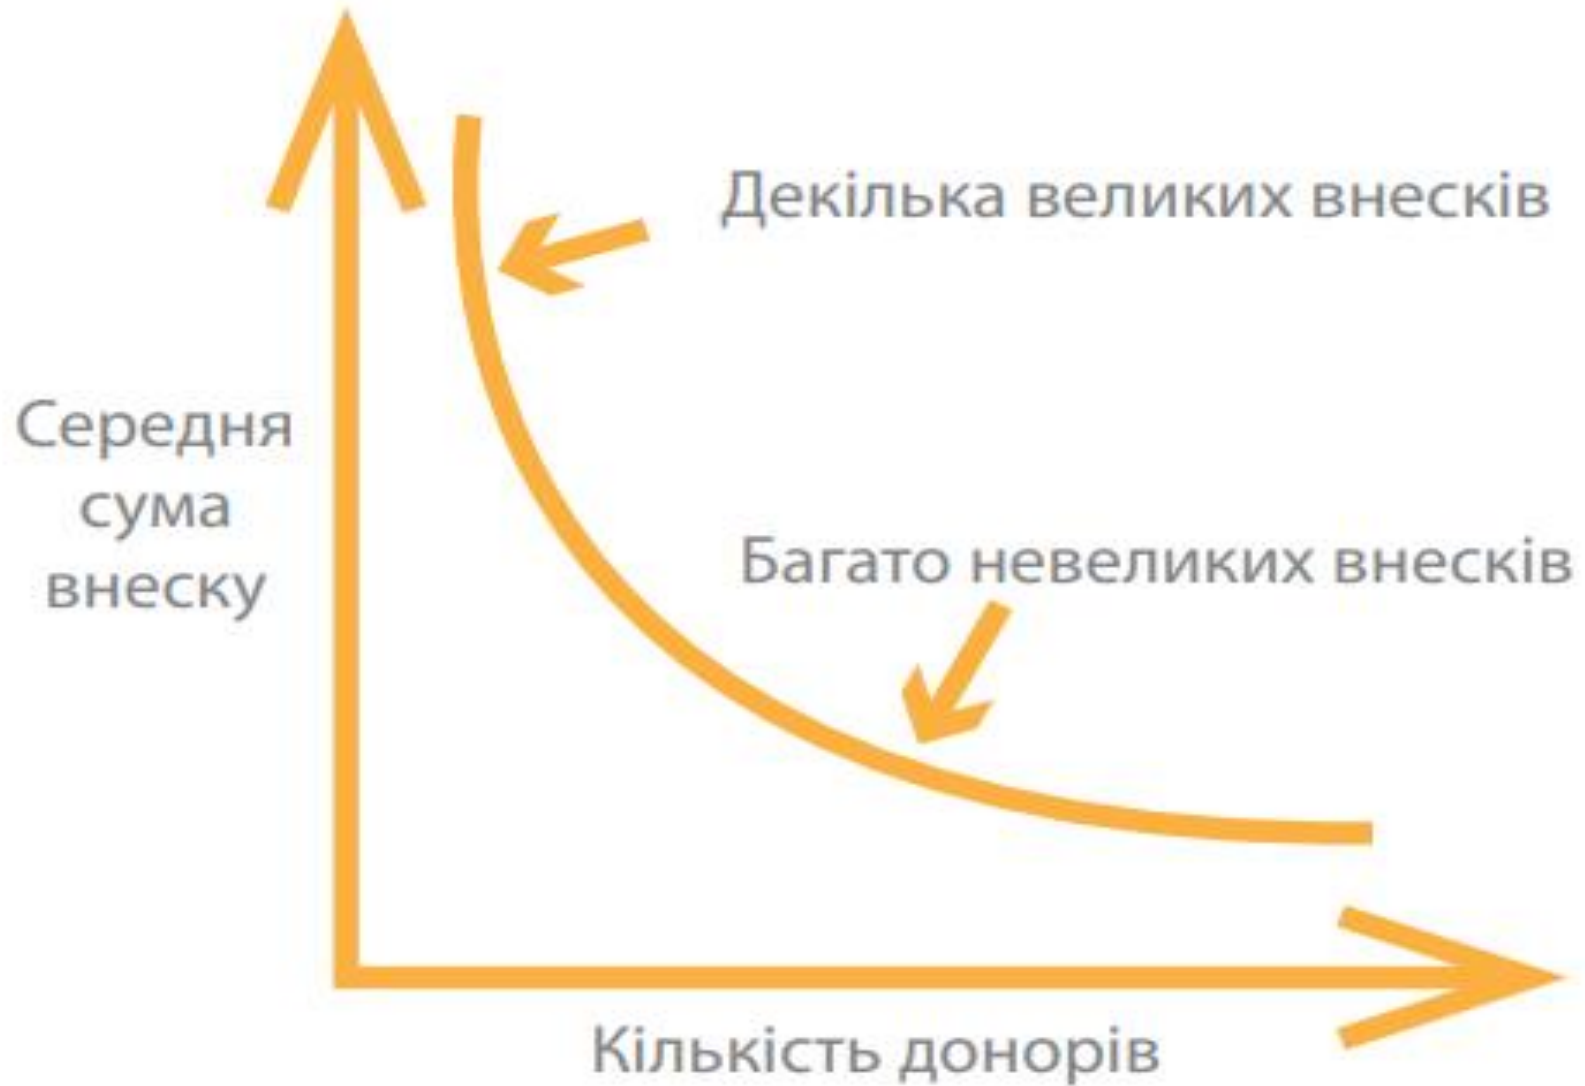 Декілька великих внесків
Середня
сума
внеску
Багато невеликих внесків
Кількість донорів